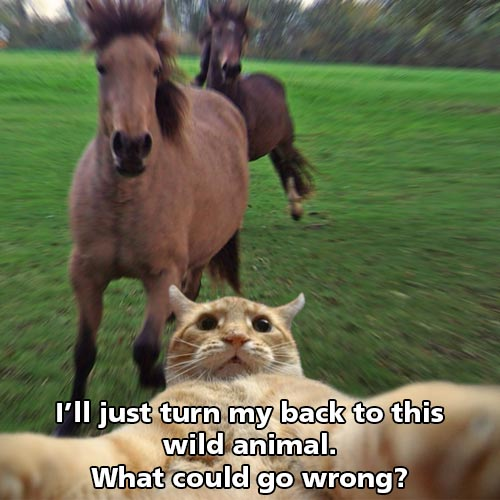 I'll just turn my back to this
wild animal.
What could go wrong?